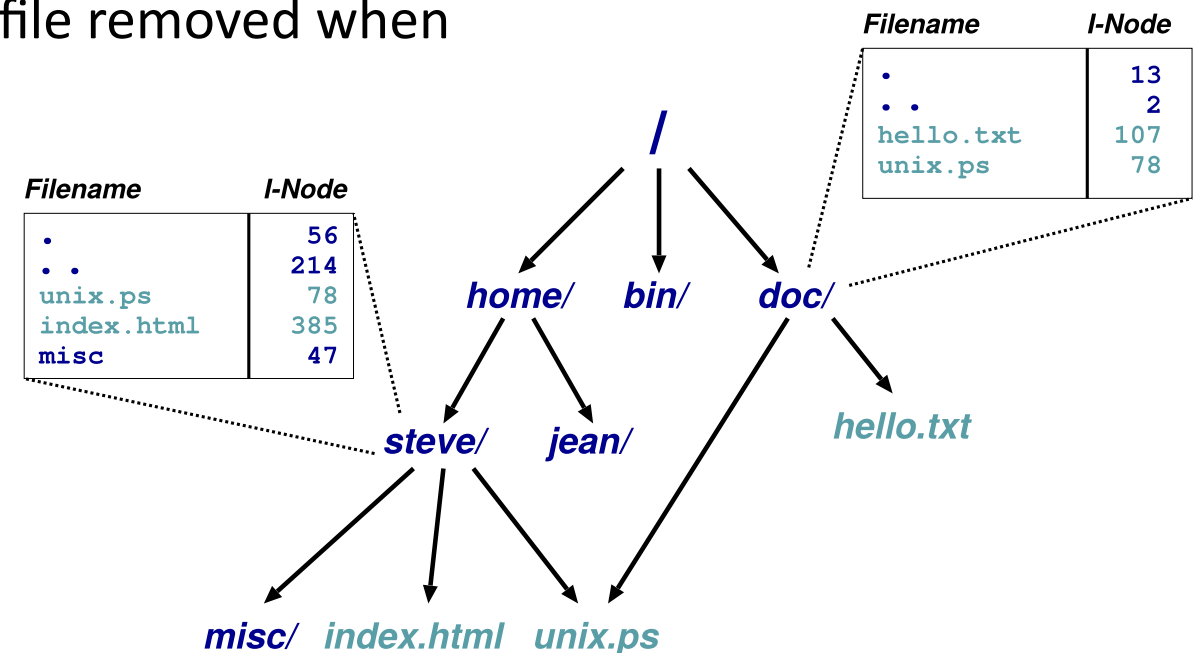 file removed when
Filename I-Node
. 13
. . 2
hello.txt 107
unix.ps 78
/
Filename I-Node
. 56
. . 214
unix.ps 78
index.html 385
misc 47
home/ bin/ doc/
hello.txt
steve/ jean/
misc/ index.html unix.ps